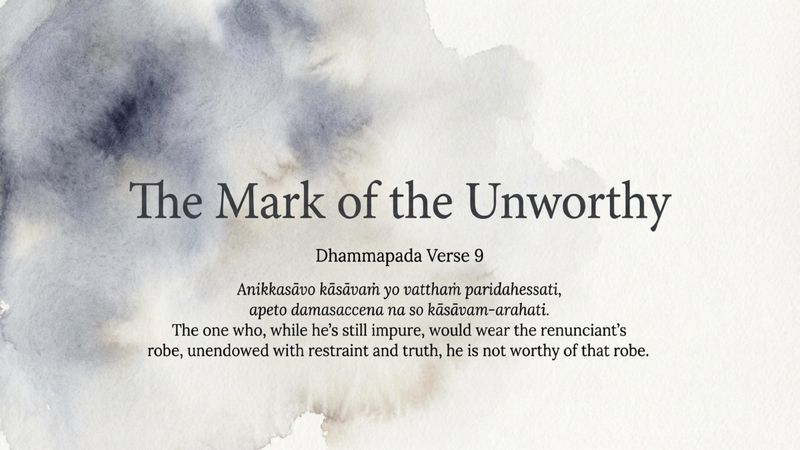 The Mark of the Unworthy
Dhammapada Verse 9
Anikkasāvo kāsāvaṁ yo vatthaṁ paridahessati,
apeto damasaccena na so kāsāvam-arahati.
The one who, while he’s still impure, would wear the renunciant’s
robe, unendowed with restraint and truth, he is not worthy of that robe.